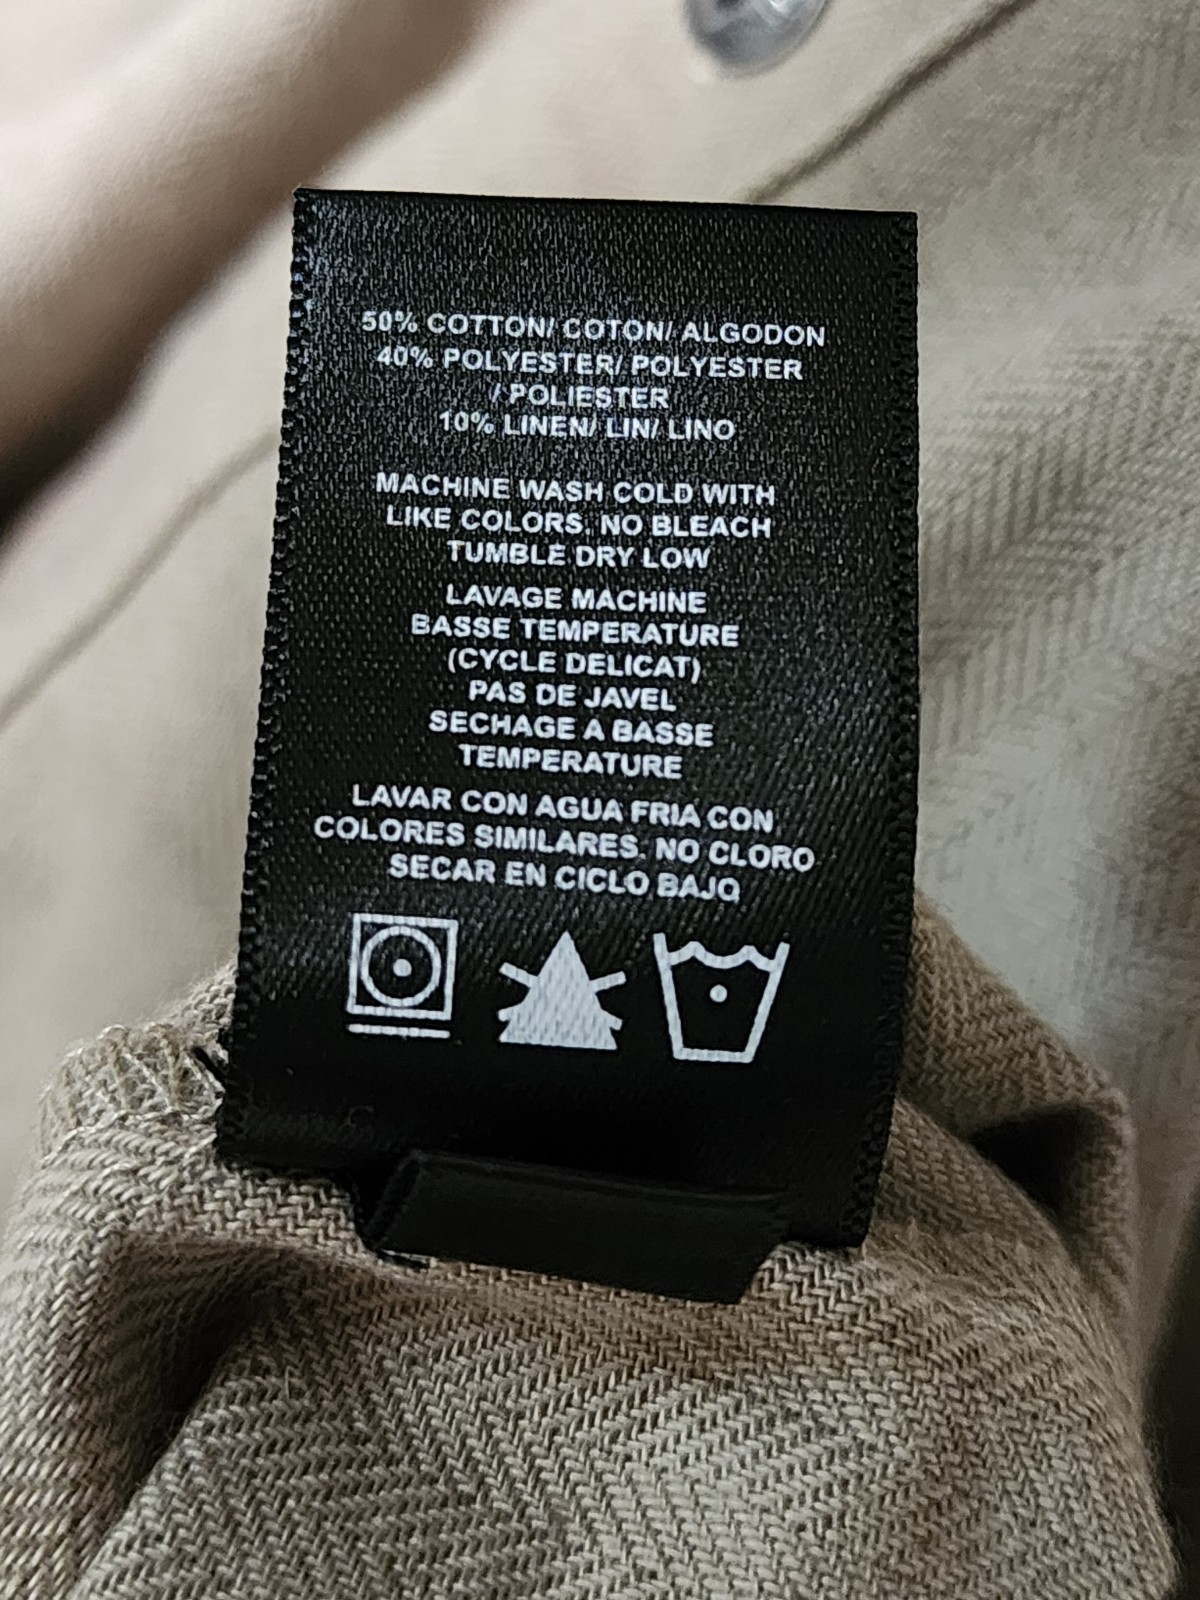 50% COTTON/ COTON/ ALGODON
40% POLYESTER/ POLYESTER
/ POLIESTER
10% LINEN/ LIN/ LINO
MACHINE WASH COLD WITH
LIKE COLORS. NO BLEACH
TUMBLE DRY LOW
LAVAGE MACHINE
BASSE TEMPERATURE
(CYCLE DELICAT)
PAS DE JAVEL
SECHAGE A BASSE
TEMPERATURE
LAVAR CON AGUA FRIA CON
COLORES SIMILARES. NO CLORO
SECAR EN CICLO BAJO